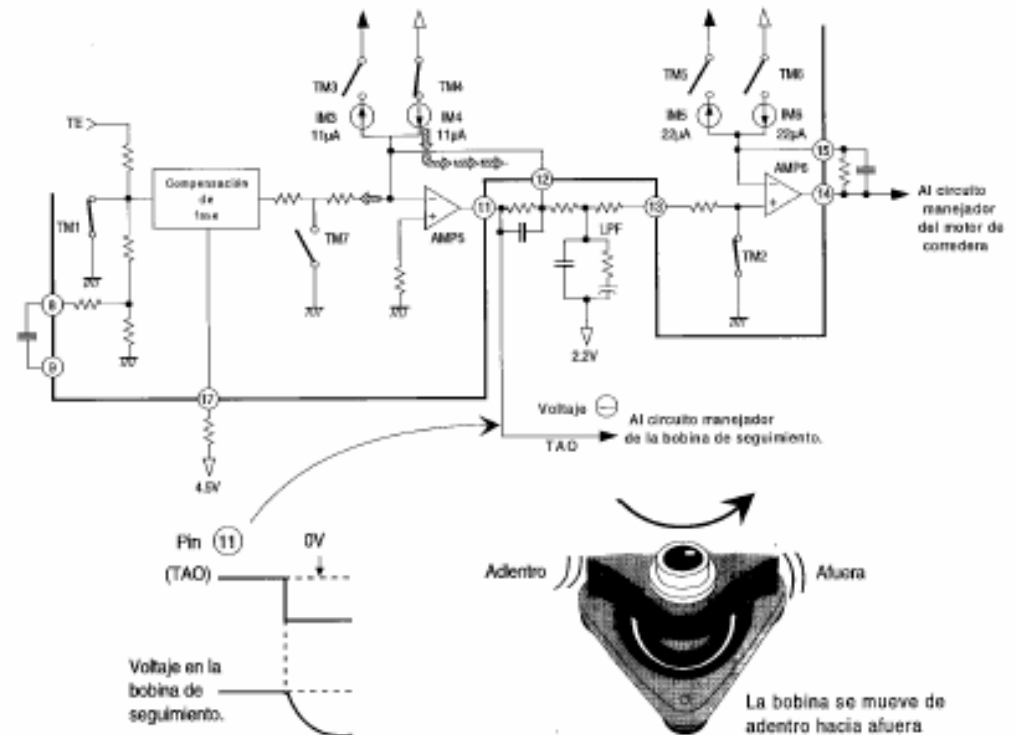 TM3
TM4
IM3
11µA
IM4
11µA
TM5
TM6
IM5
22µA
IM6
22µA
TE
Compensación
de
fase
TM1
TM7
AMP5
11
12
LPF
2.2V
13
TM2
AMP6
15
14
Al circuito
manejador
del motor de
corredera
8
9
17
4.5V
Voltaje
Al circuito manejador
de la bobina de seguimiento.
TAO
Pin 11
(TAO)
0V
Voltaje en la
bobina de
seguimiento.
Adentro
Afuera
La bobina se mueve de
adentro hacia afuera